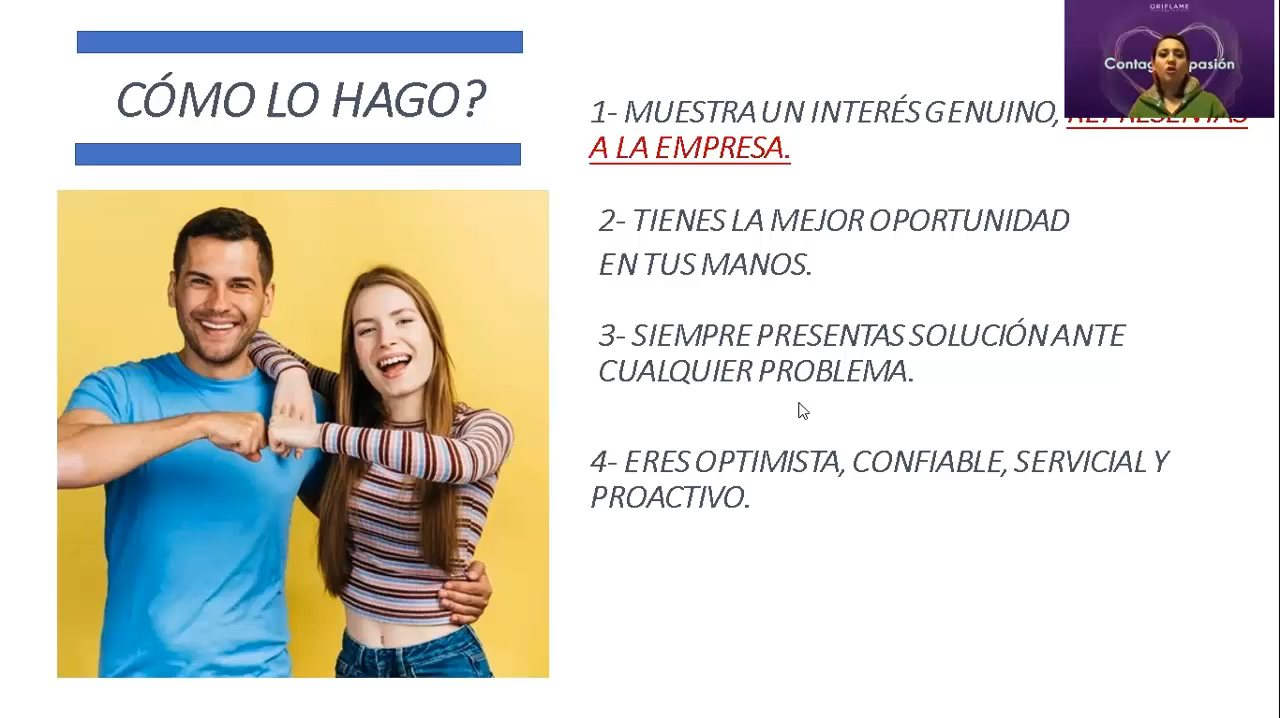 CÓMO LO HAGO?
ORIFLAME
Contag pasión
1- MUESTRA UN INTERÉS GENUINO,
A LA EMPRESA.
2- TIENES LA MEJOR OPORTUNIDAD
EN TUS MANOS.
3- SIEMPRE PRESENTAS SOLUCIÓN ANTE
CUALQUIER PROBLEMA.
4- ERES OPTIMISTA, CONFIABLE, SERVICIAL Y
PROACTIVO.